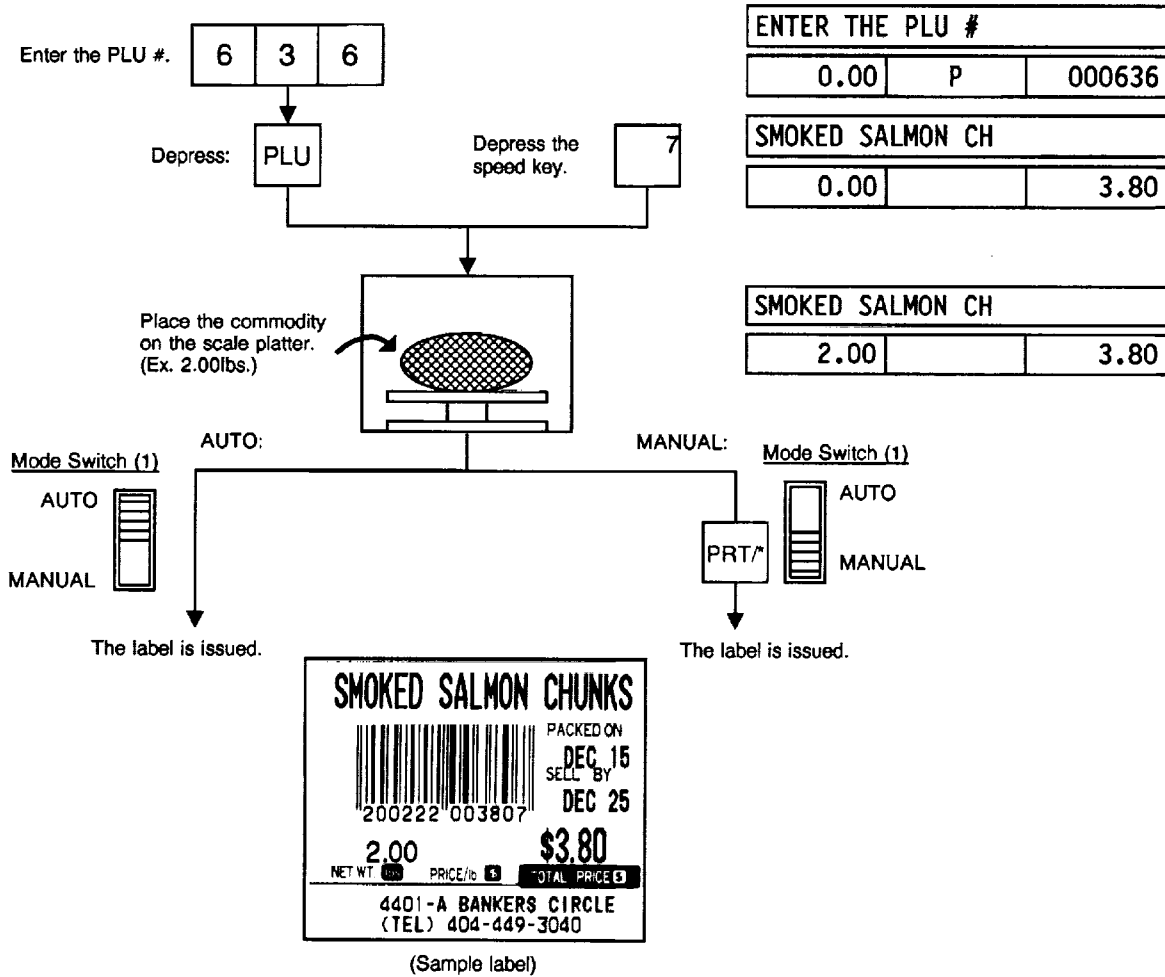 Enter the PLU #.
6 3 6
Depress:
PLU
Depress the
speed key.
7
ENTER THE PLU #
0.00 P 000636
SMOKED SALMON CH
0.00 3.80
Place the commodity
on the scale platter.
(Ex. 2.00lbs.)
SMOKED SALMON CH
2.00 3.80
AUTO:
MANUAL:
Mode Switch (1)
AUTO
MANUAL
Mode Switch (1)
AUTO
MANUAL
PRT/*
The label is issued.
The label is issued.
SMOKED SALMON CHUNKS
PACKED ON
DEC 15
SELL BY
DEC 25
200222 003807
2.00 $3.80
NET WT. PRICE/lb $ TOTAL PRICE $
4401-A BANKERS CIRCLE
(TEL) 404-449-3040
(Sample label)